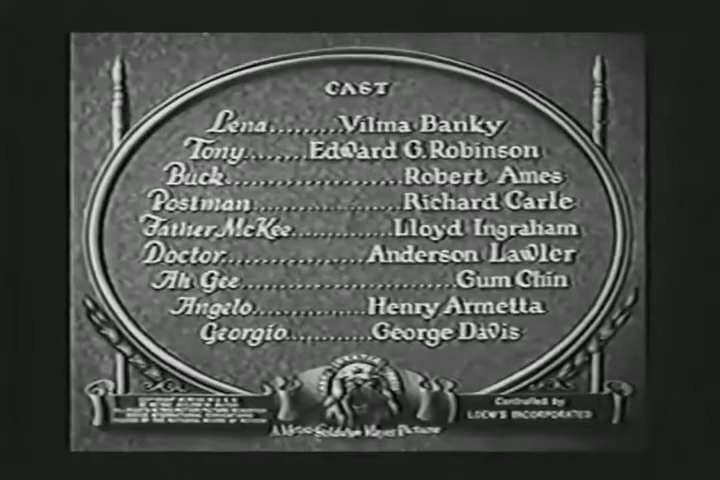 CAST
Lena........Vilma Banky
Tony........Edward G. Robinson
Buck....................Robert Ames
Postman..................Richard Carle
Father McKee............Lloyd Ingraham
Doctor.................Anderson Lawler
Ah Gee..........................Gum Chin
Angelo..............Henry Armetta
Georgio...........George Davis
Controlled by
LOEW'S INCORPORATED
A Metro Goldwyn Mayer Picture